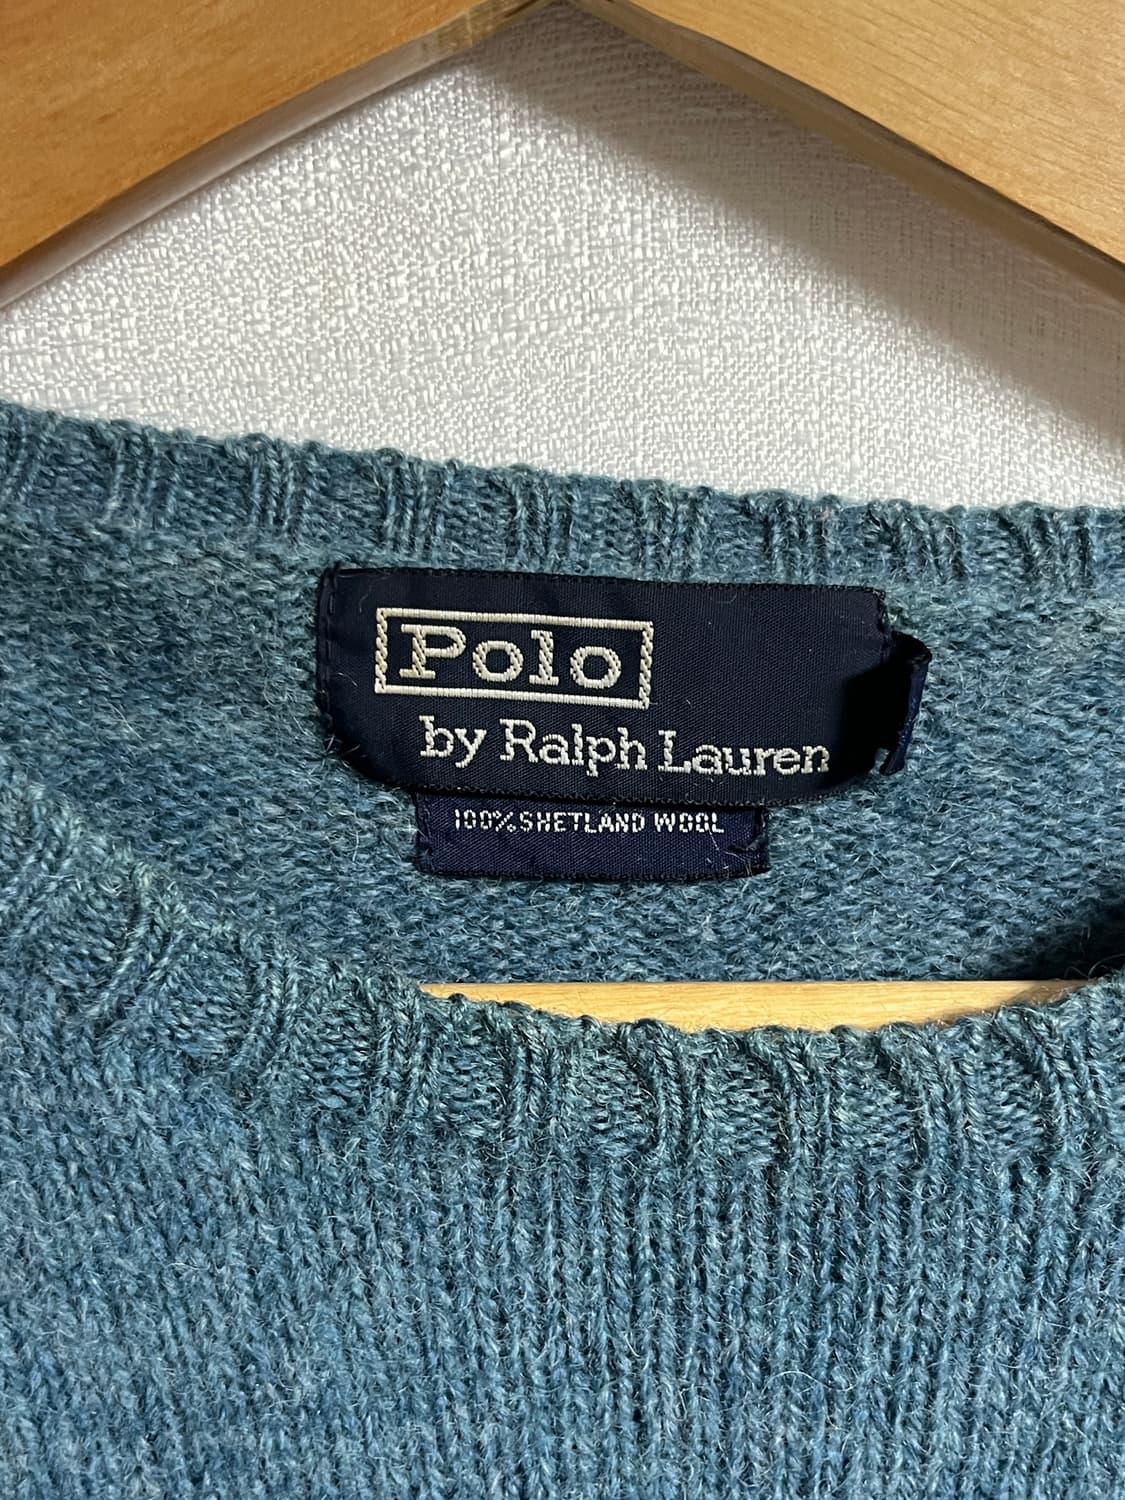 Polo
by Ralph Lauren
100% SHETLAND WOOL